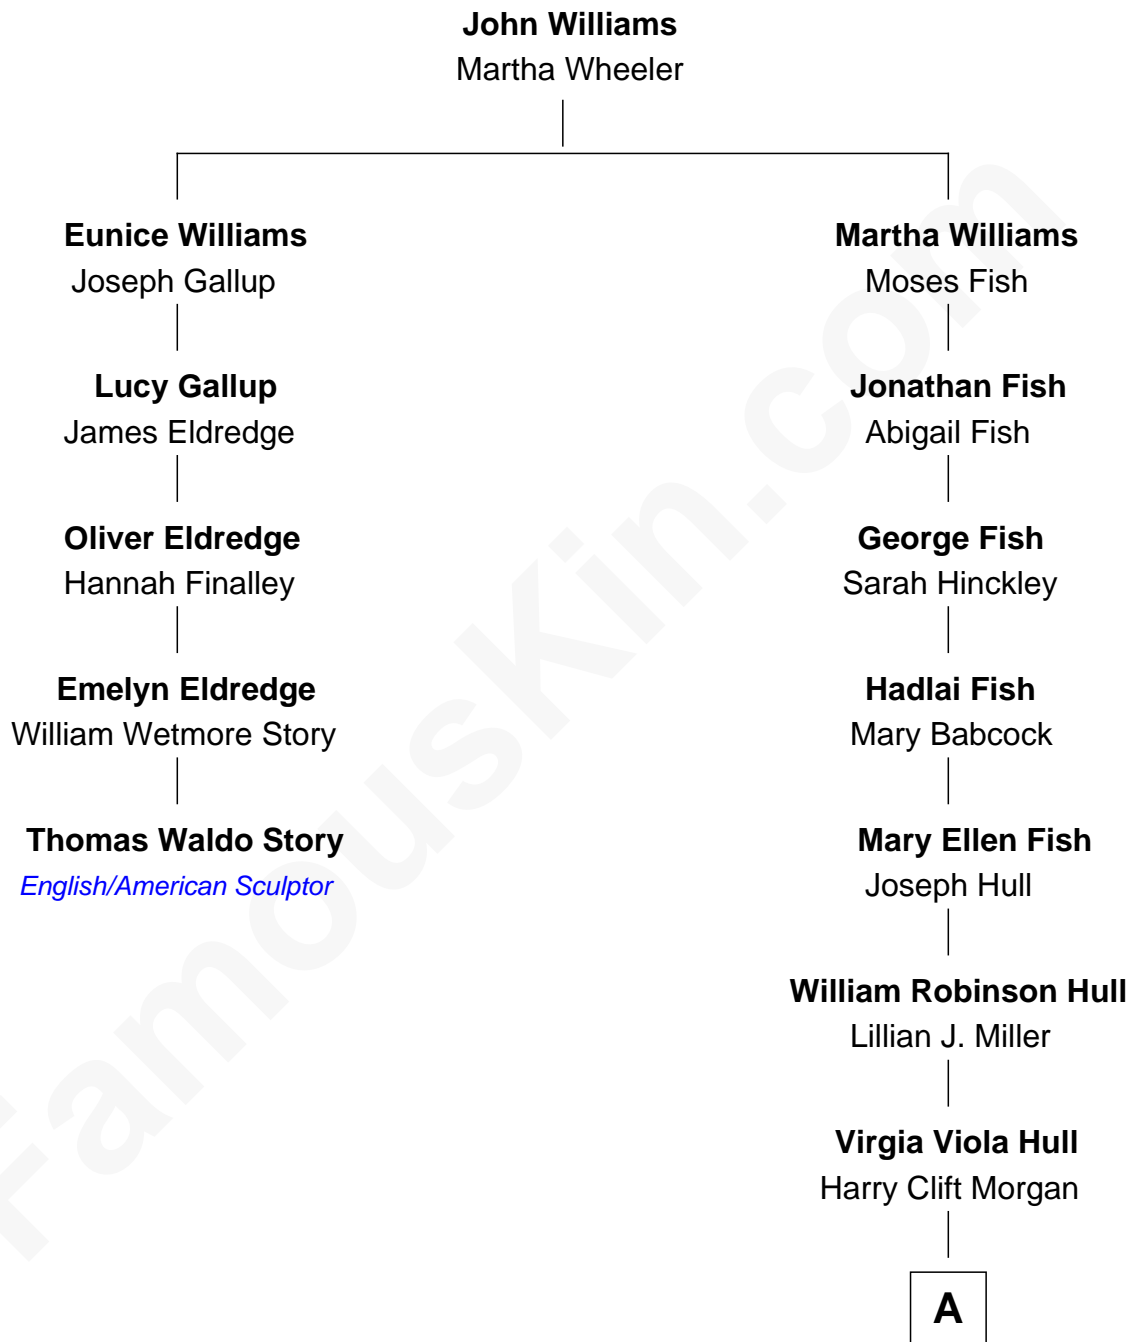 John Williams
Martha Wheeler
Eunice Williams
Joseph Gallup
Lucy Gallup
James Eldredge
Oliver Eldredge
Hannah Finalley
Emelyn Eldredge
William Wetmore Story
Thomas Waldo Story
English/American Sculptor
Martha Williams
Moses Fish
Jonathan Fish
Abigail Fish
George Fish
Sarah Hinckley
Hadlai Fish
Mary Babcock
Mary Ellen Fish
Joseph Hull
William Robinson Hull
Lillian J. Miller
Virgia Viola Hull
Harry Clift Morgan
A
FamousKin.com